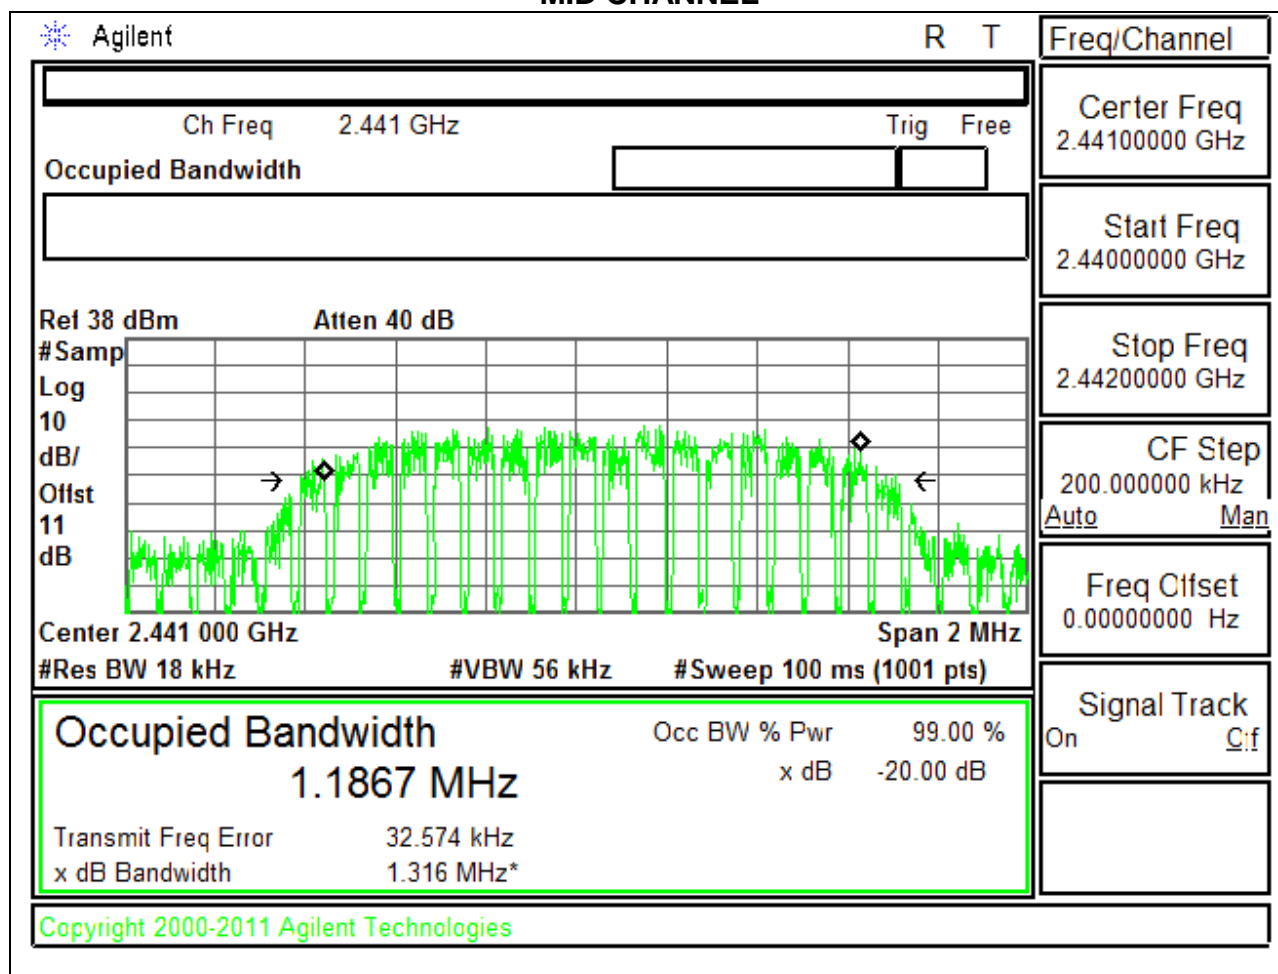 MID CHANNEL
Agilent R T
Freq/Channel
Ch Freq 2.441 GHz Trig Free
Occupied Bandwidth
Center Freq
2.44100000 GHz
Start Freq
2.44000000 GHz
Stop Freq
2.44200000 GHz
CF Step
200.000000 kHz
Auto Man
Freq Offset
0.00000000 Hz
Signal Track
On Off
Ref 38 dBm Atten 40 dB
#Samp
Log
10
dB/
Offst
11
dB
Center 2.441 000 GHz Span 2 MHz
#Res BW 18 kHz #VBW 56 kHz #Sweep 100 ms (1001 pts)
Occupied Bandwidth Occ BW % Pwr 99.00 %
1.1867 MHz x dB -20.00 dB
Transmit Freq Error 32.574 kHz
x dB Bandwidth 1.316 MHz*
Copyright 2000-2011 Agilent Technologies